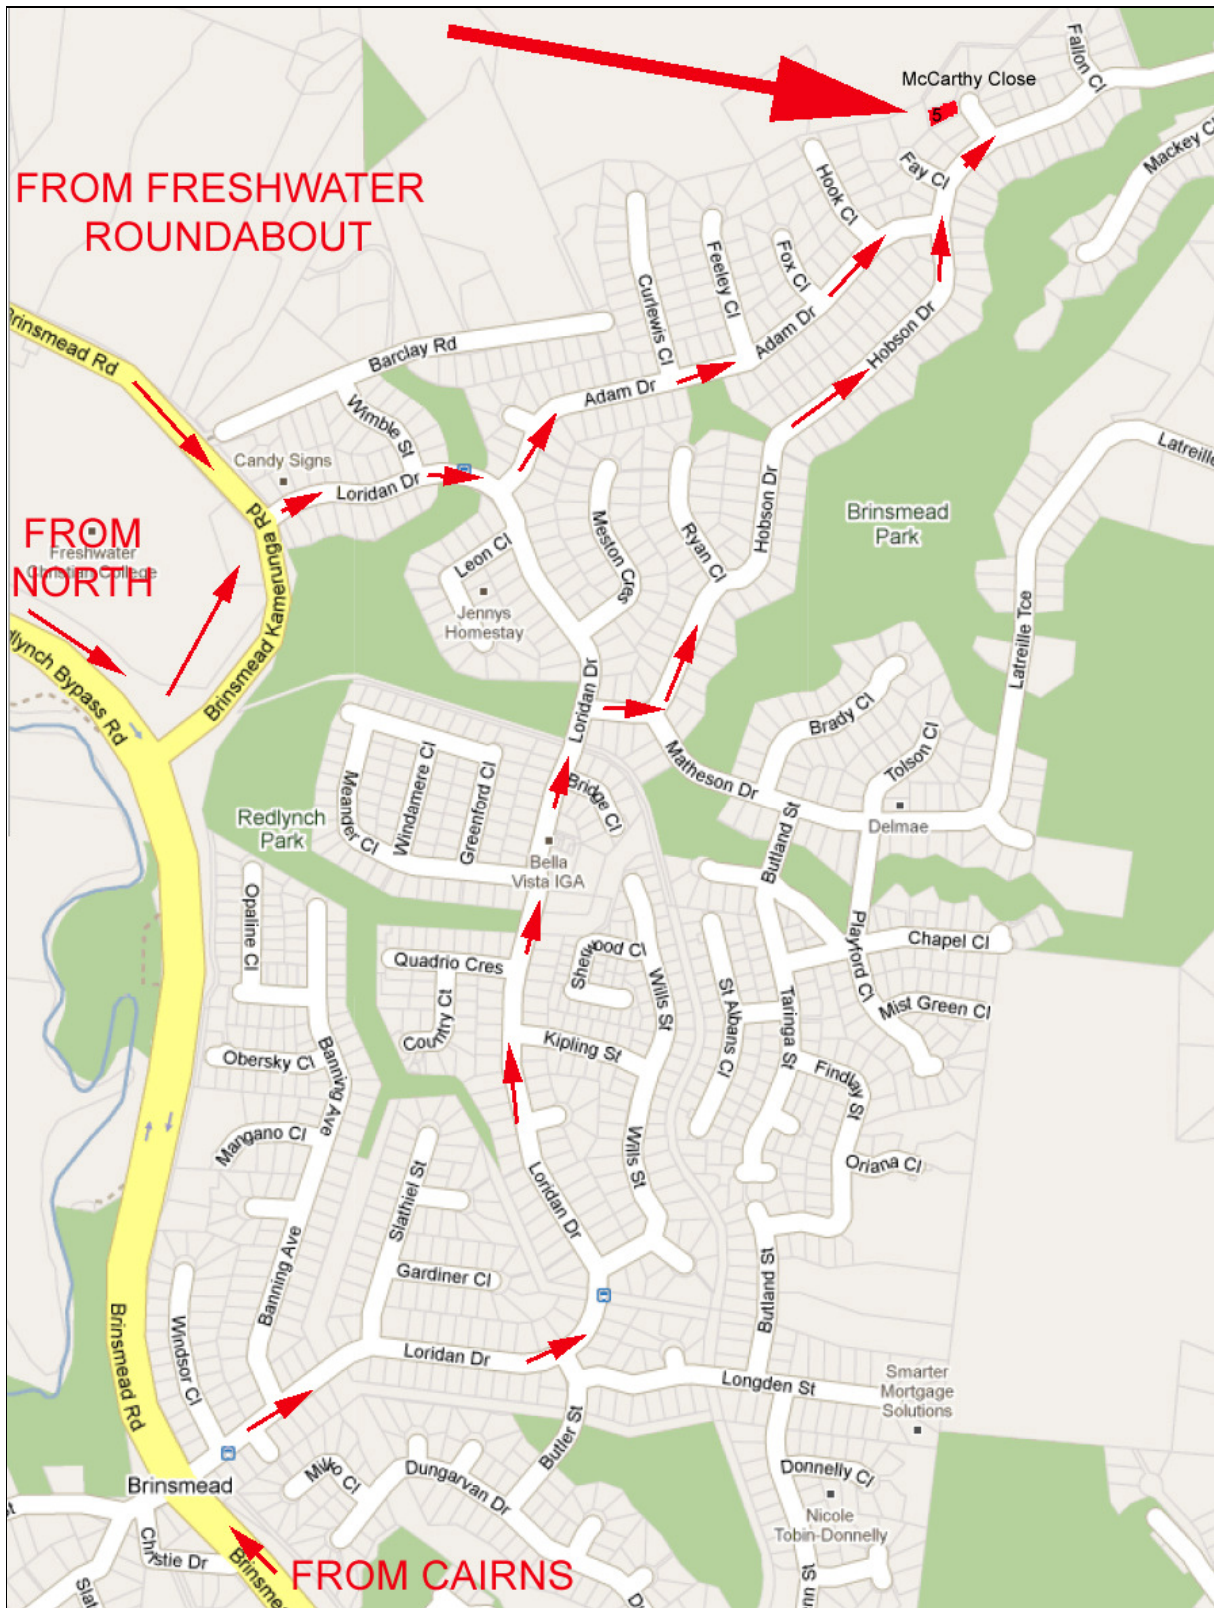 McCarthy Close
Fallon Cl
5
Mackey Cl
Fay Cl
Hook Cl
FROM FRESHWATER
ROUNDABOUT
Feeley Cl
Fox Cl
Curlewis Cl
Brinsmead Rd
Barclay Rd
Adam Dr
Hobson Dr
Adam Dr
Wimble St
Candy Signs
Loridan Dr
Latreille
Hobson Dr
Brinsmead
Park
FROM
NORTH
Freshwater
Christian College
Meston Cres
Ryan Cl
Leon Cl
Jennys
Homestay
Brinsmead Kamerunga Rd
Redlynch Bypass Rd
Latreille Tce
Loridan Dr
Brady Cl
Tolson Cl
Matheson Dr
Bridge Cl
Meander Cl
Windamere Cl
Greenford Cl
Redlynch
Park
Delmae
Butland St
Bella
Vista IGA
Opaline Cl
Quadrio Cres
Sherwood Cl
Wills St
Playford Cl
Chapel Cl
St Albans Cl
Taringa St
Mist Green Cl
Country Ct
Kipling St
Obersky Cl
Banning Ave
Findlay St
Mangano Cl
Wills St
Oriana Cl
Loridan Dr
Slathiel St
Banning Ave
Gardiner Cl
Butland St
Windsor Cl
Brinsmead Rd
Loridan Dr
Longden St
Smarter
Mortgage
Solutions
Butler St
Milko Cl
Dungarvan Dr
Donnelly Cl
Brinsmead
Nicole
Tobin-Donnelly
Christie Dr
FROM CAIRNS